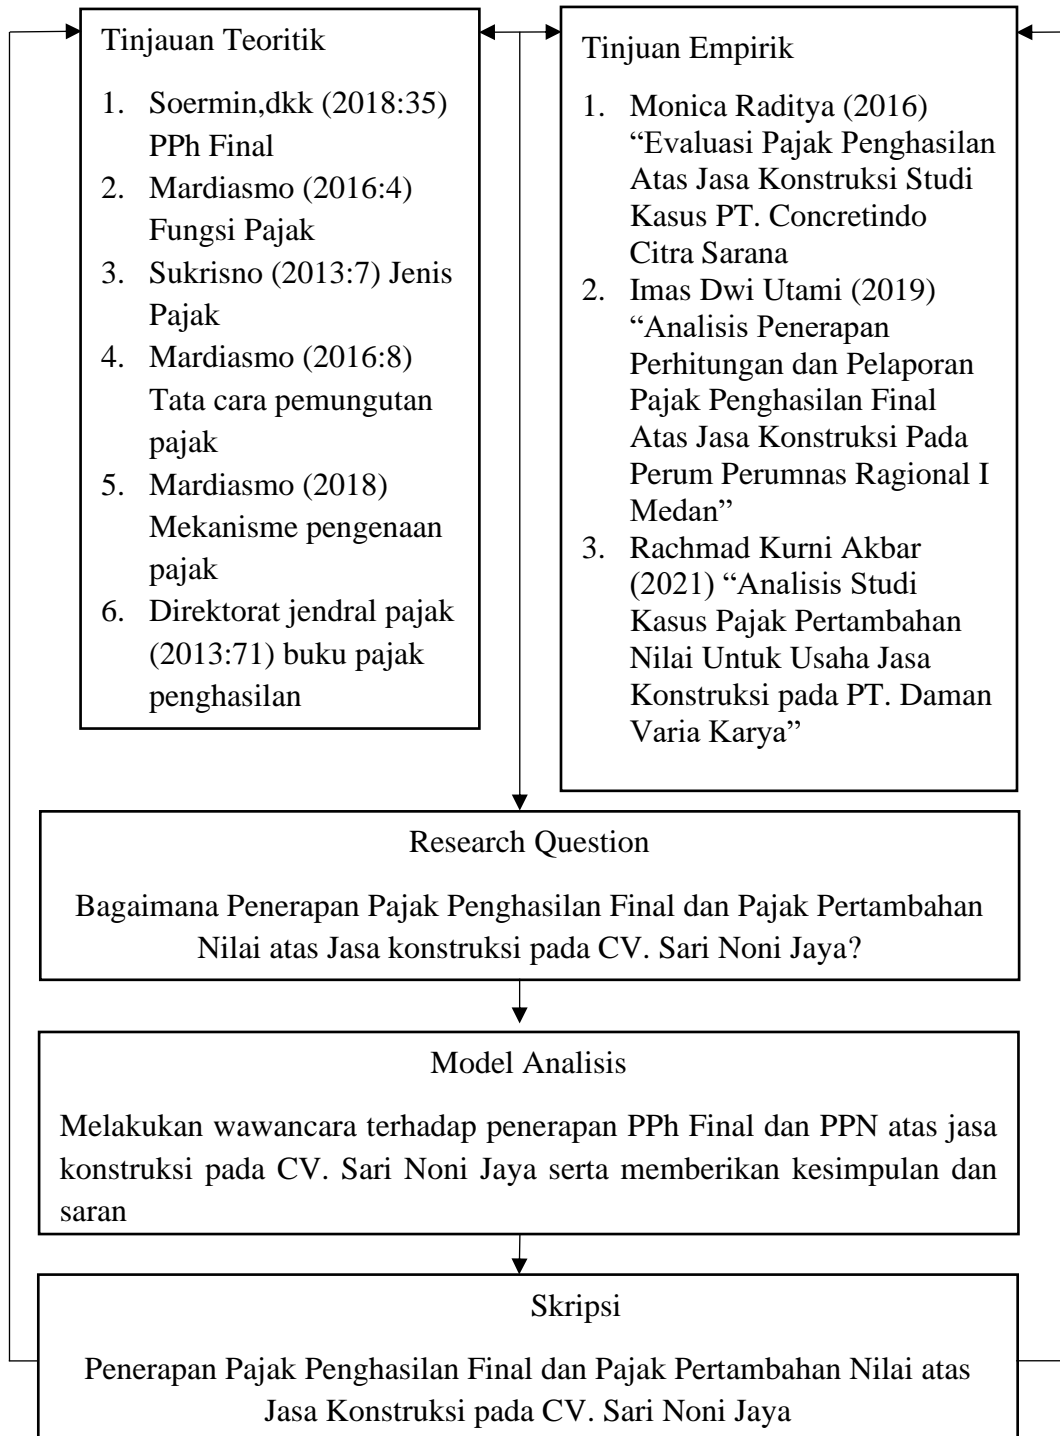 Tinjauan Teoritik
1. Soermin,dkk (2018:35)
PPh Final
2. Mardiasmo (2016:4)
Fungsi Pajak
3. Sukrisno (2013:7) Jenis
Pajak
4. Mardiasmo (2016:8)
Tata cara pemungutan
pajak
5. Mardiasmo (2018)
Mekanisme pengenaan
pajak
6. Direktorat jendral pajak
(2013:71) buku pajak
penghasilan
Tinjuan Empirik
1. Monica Raditya (2016)
“Evaluasi Pajak Penghasilan
Atas Jasa Konstruksi Studi
Kasus PT. Concretindo
Citra Sarana
2. Imas Dwi Utami (2019)
“Analisis Penerapan
Perhitungan dan Pelaporan
Pajak Penghasilan Final
Atas Jasa Konstruksi Pada
Perum Perumnas Ragional I
Medan”
3. Rachmad Kurni Akbar
(2021) “Analisis Studi
Kasus Pajak Pertambahan
Nilai Untuk Usaha Jasa
Konstruksi pada PT. Daman
Varia Karya”
Research Question
Bagaimana Penerapan Pajak Penghasilan Final dan Pajak Pertambahan
Nilai atas Jasa konstruksi pada CV. Sari Noni Jaya?
Model Analisis
Melakukan wawancara terhadap penerapan PPh Final dan PPN atas jasa
konstruksi pada CV. Sari Noni Jaya serta memberikan kesimpulan dan
saran
Skripsi
Penerapan Pajak Penghasilan Final dan Pajak Pertambahan Nilai atas
Jasa Konstruksi pada CV. Sari Noni Jaya